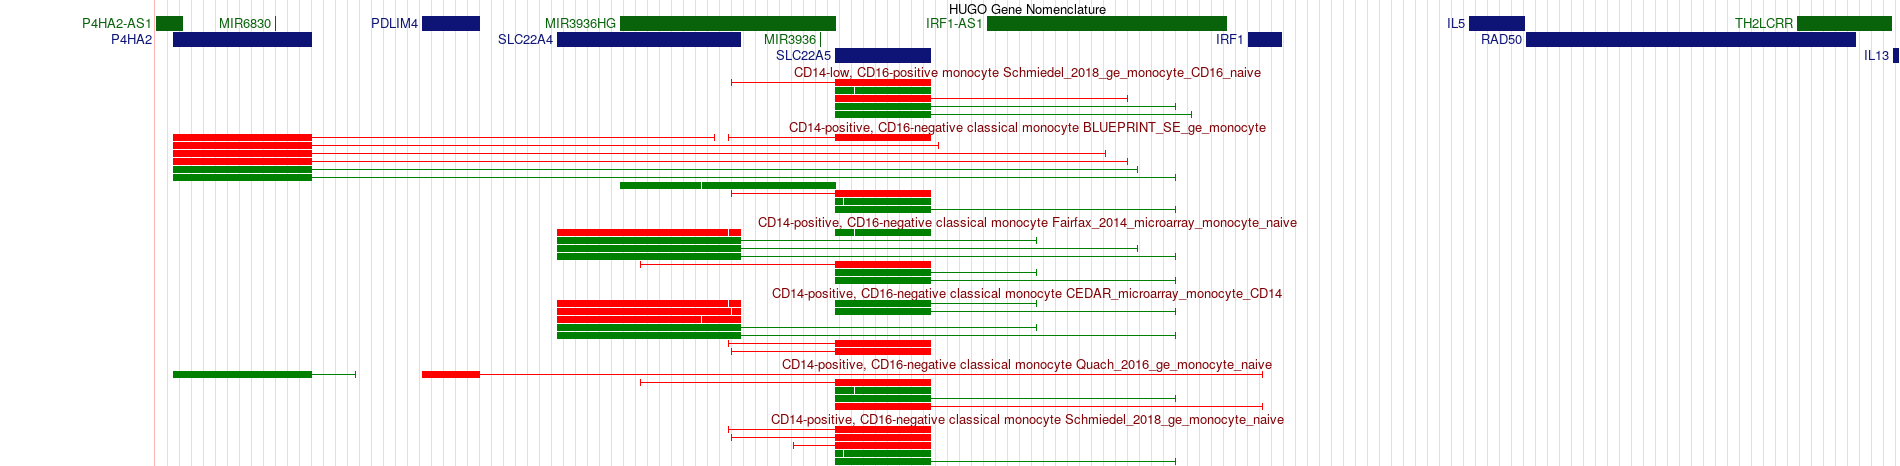 HUGO Gene Nomenclature
P4HA2-AS1 MIR6830 PDLIM4 MIR3936HG IRF1-AS1 IL5 TH2LCRR
P4HA2 SLC22A4 MIR3936 IRF1 RAD50
SLC22A5 IL13
CD14-low, CD16-positive monocyte Schmiedel_2018_ge_monocyte_CD16_naive
CD14-positive, CD16-negative classical monocyte BLUEPRINT_SE_ge_monocyte
CD14-positive, CD16-negative classical monocyte Fairfax_2014_microarray_monocyte_naive
CD14-positive, CD16-negative classical monocyte CEDAR_microarray_monocyte_CD14
CD14-positive, CD16-negative classical monocyte Quach_2016_ge_monocyte_naive
CD14-positive, CD16-negative classical monocyte Schmiedel_2018_ge_monocyte_naive